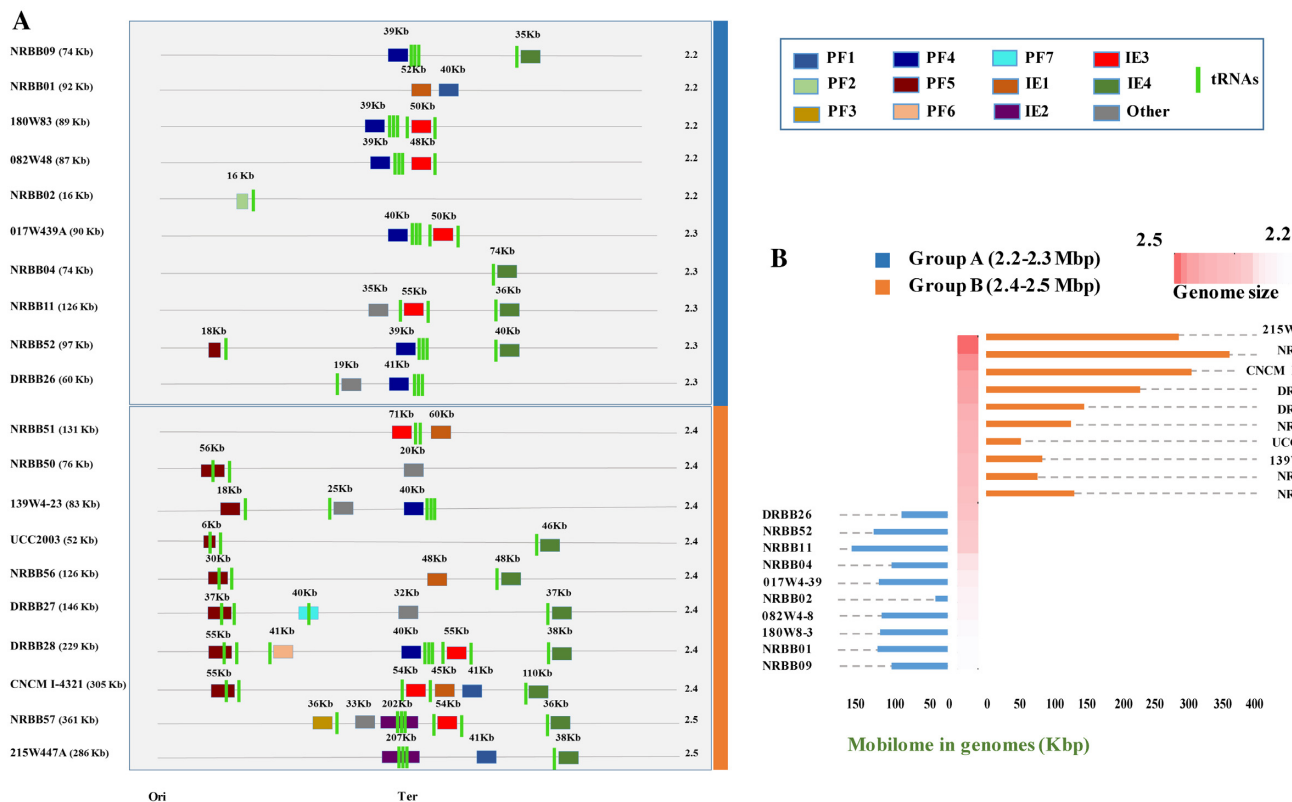 A
39Kb 35Kb
NRBB09 (74 Kb) 2.2
52Kb 40Kb
NRBB01 (92 Kb) 2.2
39Kb 50Kb
180W83 (89 Kb) 2.2
39Kb 48Kb
082W48 (87 Kb) 2.2
16 Kb
NRBB02 (16 Kb) 2.2
40Kb 50Kb
017W439A (90 Kb) 2.3
74Kb
NRBB04 (74 Kb) 2.3
35Kb 55Kb 36Kb
NRBB11 (126 Kb) 2.3
18Kb 39Kb 40Kb
NRBB52 (97 Kb) 2.3
19Kb 41Kb
DRBB26 (60 Kb) 2.3
71Kb 60Kb
NRBB51 (131 Kb) 2.4
56Kb 20Kb
NRBB50 (76 Kb) 2.4
18Kb 25Kb 40Kb
139W4-23 (83 Kb) 2.4
6Kb 46Kb
UCC2003 (52 Kb) 2.4
30Kb 48Kb 48Kb
NRBB56 (126 Kb) 2.4
37Kb 40Kb 32Kb 37Kb
DRBB27 (146 Kb) 2.4
55Kb 41Kb 40Kb 55Kb 38Kb
DRBB28 (229 Kb) 2.4
55Kb 54Kb 45Kb 41Kb 110Kb
CNCM I-4321 (305 Kb) 2.4
36Kb 33Kb 202Kb 54Kb 36Kb
NRBB57 (361 Kb) 2.5
207Kb 41Kb 38Kb
215W447A (286 Kb) 2.5
Ori Ter
PF1 PF4 PF7 IE3
PF2 PF5 IE1 IE4 tRNAs
PF3 PF6 IE2 Other
B
Group A (2.2-2.3 Mbp)
Group B (2.4-2.5 Mbp)
2.5 2.2
Genome size
215W
NR
CNCM
DR
DR
NR
UCC
139
NR
NR
DRBB26
NRBB52
NRBB11
NRBB04
017W4-39
NRBB02
082W4-8
180W8-3
NRBB01
NRBB09
150 100 50 0 0 50 100 150 200 250 300 350 400
Mobilome in genomes (Kbp)